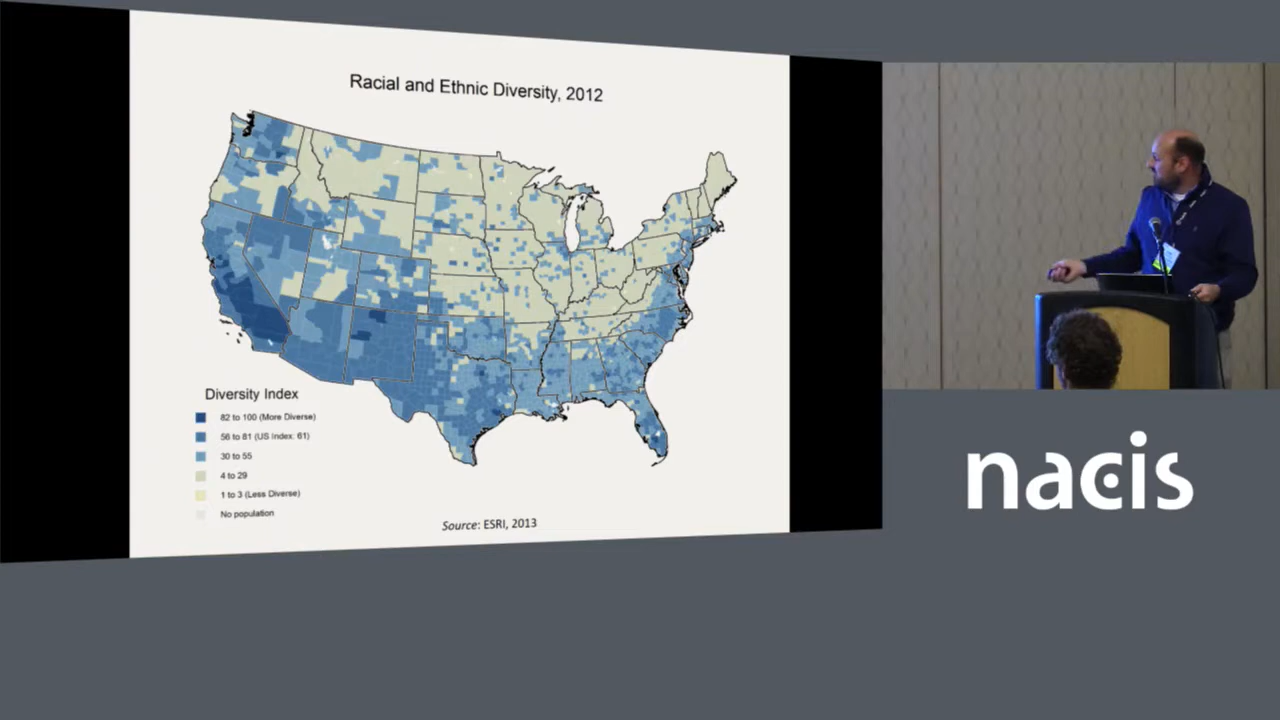 Racial and Ethnic Diversity, 2012
Diversity Index
82 to 100 (More Diverse)
56 to 81 (US Index: 61)
30 to 55
4 to 29
1 to 3 (Less Diverse)
No population
Source: ESRI, 2013
nacis